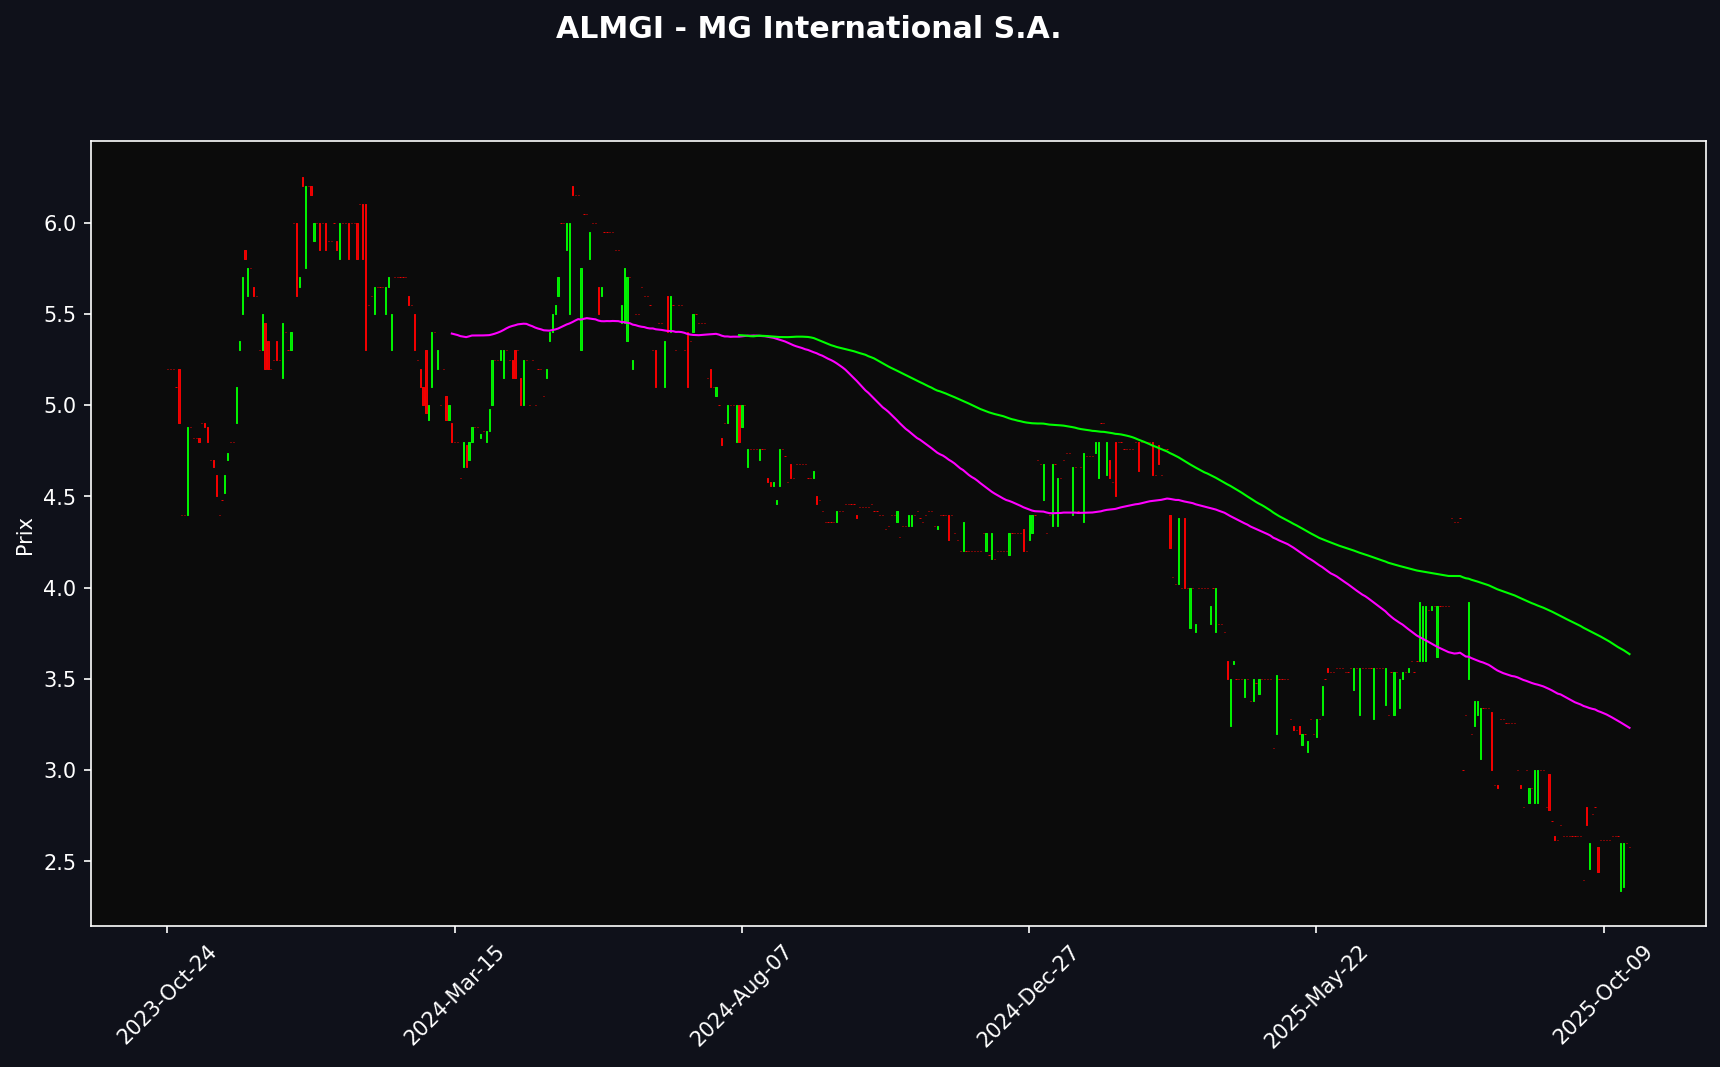 ALMGI - MG International S.A.
Prix
6.0
5.5
5.0
4.5
4.0
3.5
3.0
2.5
2023-Oct-24
2024-Mar-15
2024-Aug-07
2024-Dec-27
2025-May-22
2025-Oct-09